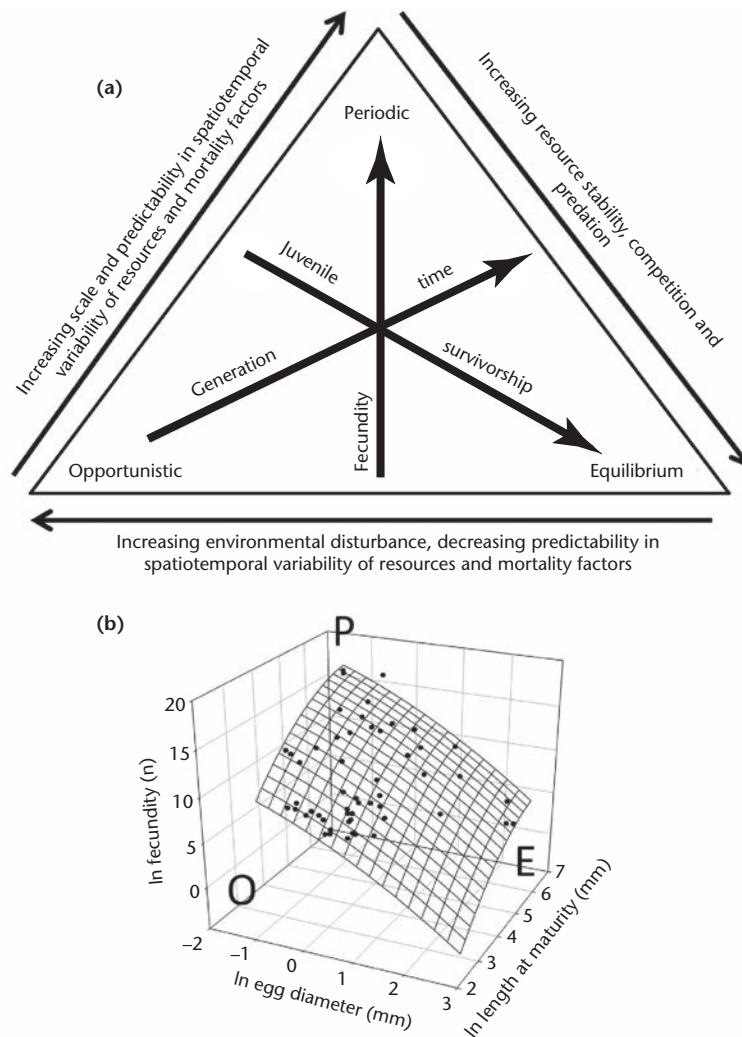 (a)
Increasing scale and predictability in spatiotemporal
variability of resources and mortality factors
Increasing resource stability, competition and
predation
Periodic
Juvenile
time
Generation
survivorship
Fecundity
Opportunistic
Equilibrium
Increasing environmental disturbance, decreasing predictability in
spatiotemporal variability of resources and mortality factors
(b)
P
O
E
ln fecundity (n)
20
15
10
5
0
–2
–1
0
1
2
3
ln egg diameter (mm)
2
3
4
5
6
7
ln length at maturity (mm)